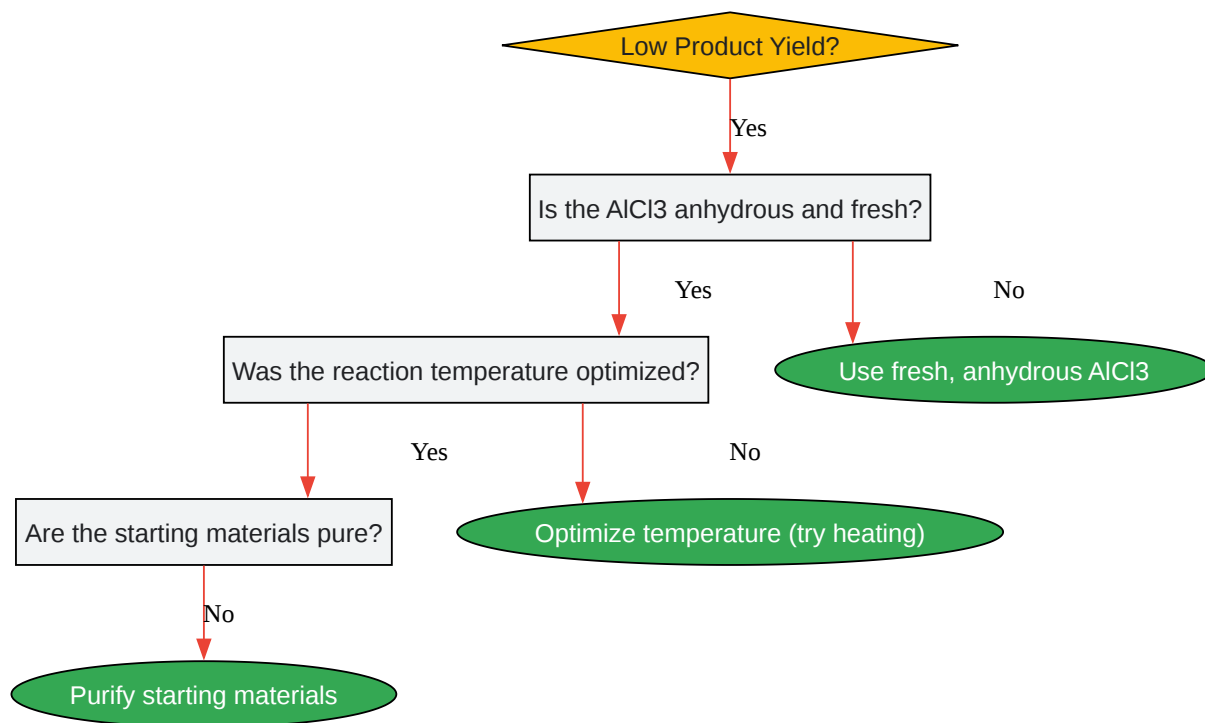 Low Product Yield?
Yes
Is the AlCl3 anhydrous and fresh?
Yes
No
Was the reaction temperature optimized?
Use fresh, anhydrous AlCl3
Yes
No
Are the starting materials pure?
Optimize temperature (try heating)
No
Purify starting materials